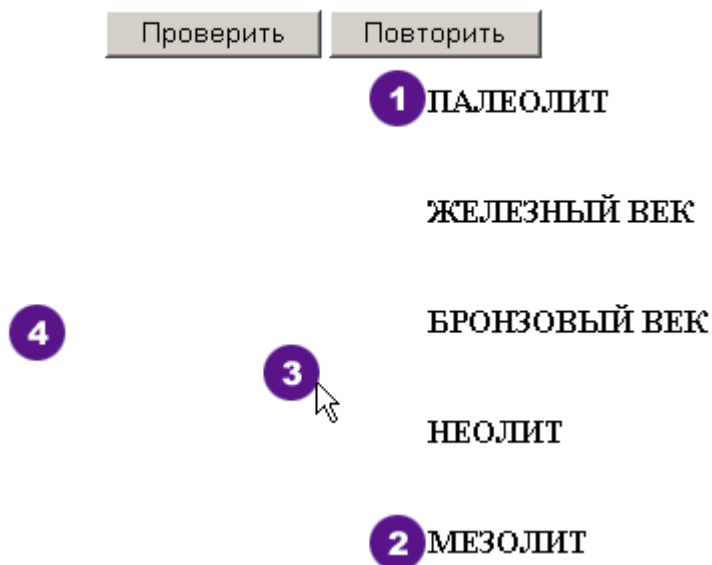 Проверить Повторить
1 ПАЛЕОЛИТ
ЖЕЛЕЗНЫЙ ВЕК
4
БРОНЗОВЫЙ ВЕК
3
НЕОЛИТ
2 МЕЗОЛИТ